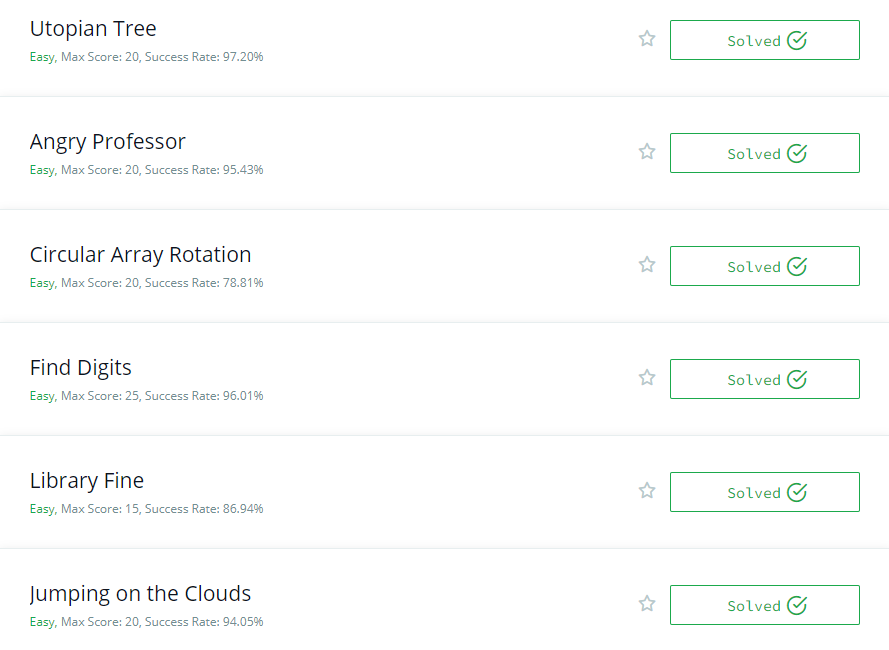 Utopian Tree
Solved
Easy, Max Score: 20, Success Rate: 97.20%
Angry Professor
Solved
Easy, Max Score: 20, Success Rate: 95.43%
Circular Array Rotation
Solved
Easy, Max Score: 20, Success Rate: 78.81%
Find Digits
Solved
Easy, Max Score: 25, Success Rate: 96.01%
Library Fine
Solved
Easy, Max Score: 15, Success Rate: 86.94%
Jumping on the Clouds
Solved
Easy, Max Score: 20, Success Rate: 94.05%